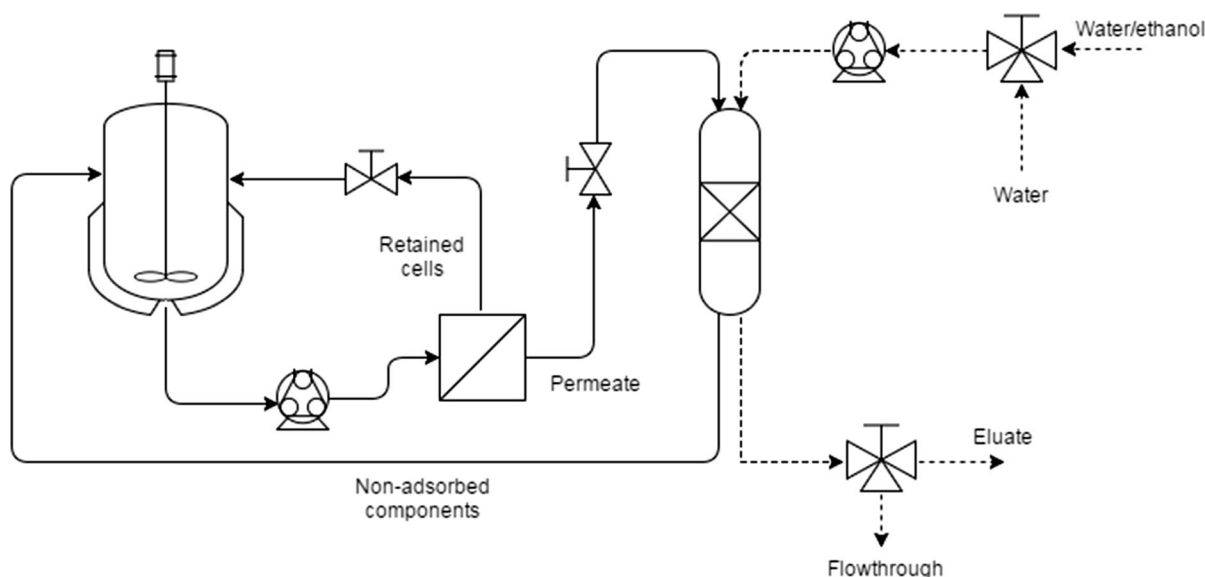 Water/ethanol
Water
Retained
cells
Permeate
Eluate
Non-adsorbed
components
Flowthrough